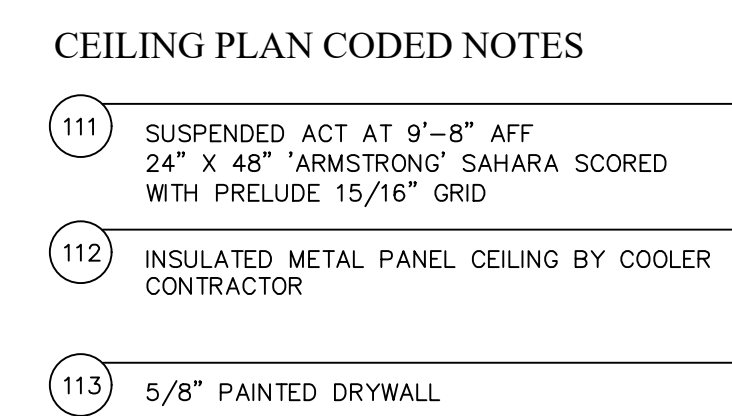 CEILING PLAN CODED NOTES
111
SUSPENDED ACT AT 9'-8" AFF
24" X 48" 'ARMSTRONG' SAHARA SCORED
WITH PRELUDE 15/16" GRID
112
INSULATED METAL PANEL CEILING BY COOLER
CONTRACTOR
113
5/8" PAINTED DRYWALL